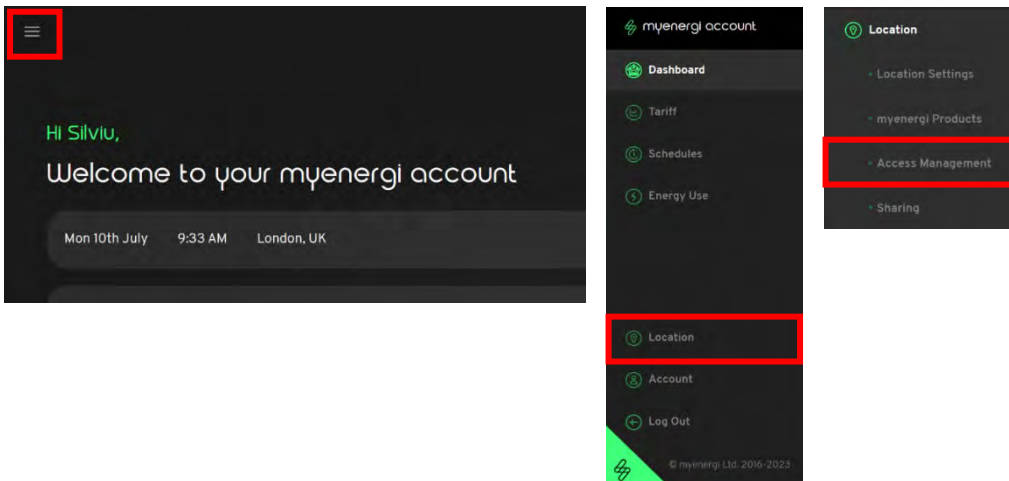 Hi Silviu,
Welcome to your myenergi account
Mon 10th July 9:33 AM London, UK
myenergi account
Dashboard
Tariff
Schedules
Energy Use
Location
Account
Log Out
© myenergi Ltd. 2016-2023
Location
Location Settings
myenergi Products
Access Management
Sharing